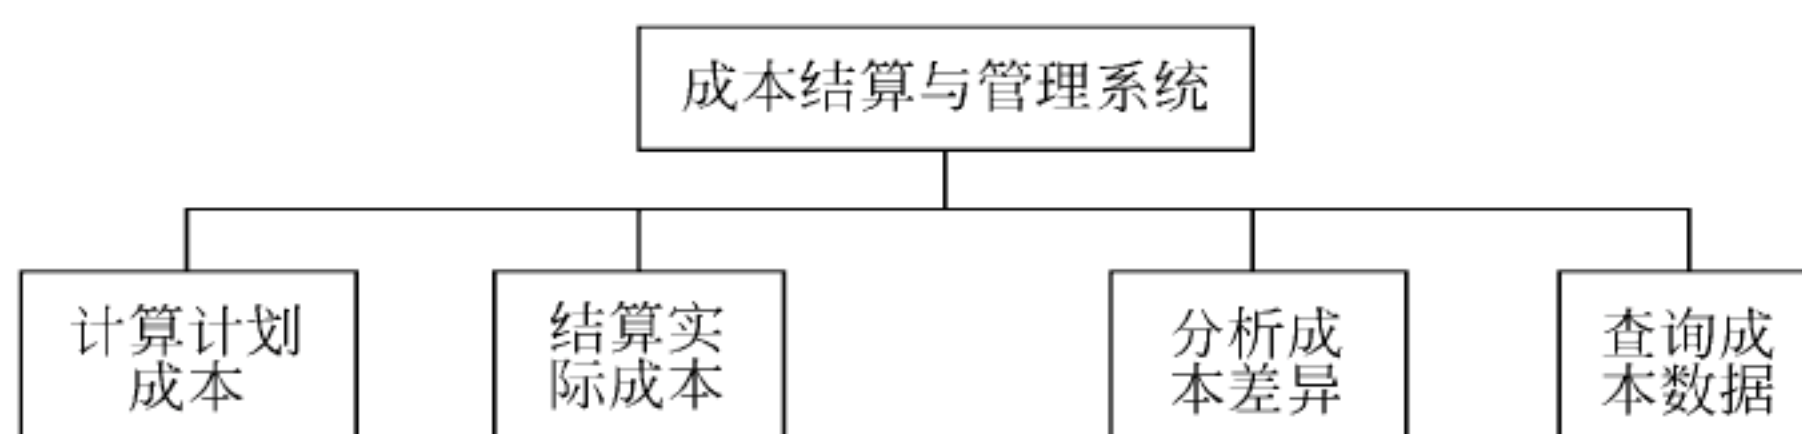 成本结算与管理系统
计算计划
成本
结算实
际成本
分析成
本差异
查询成
本数据